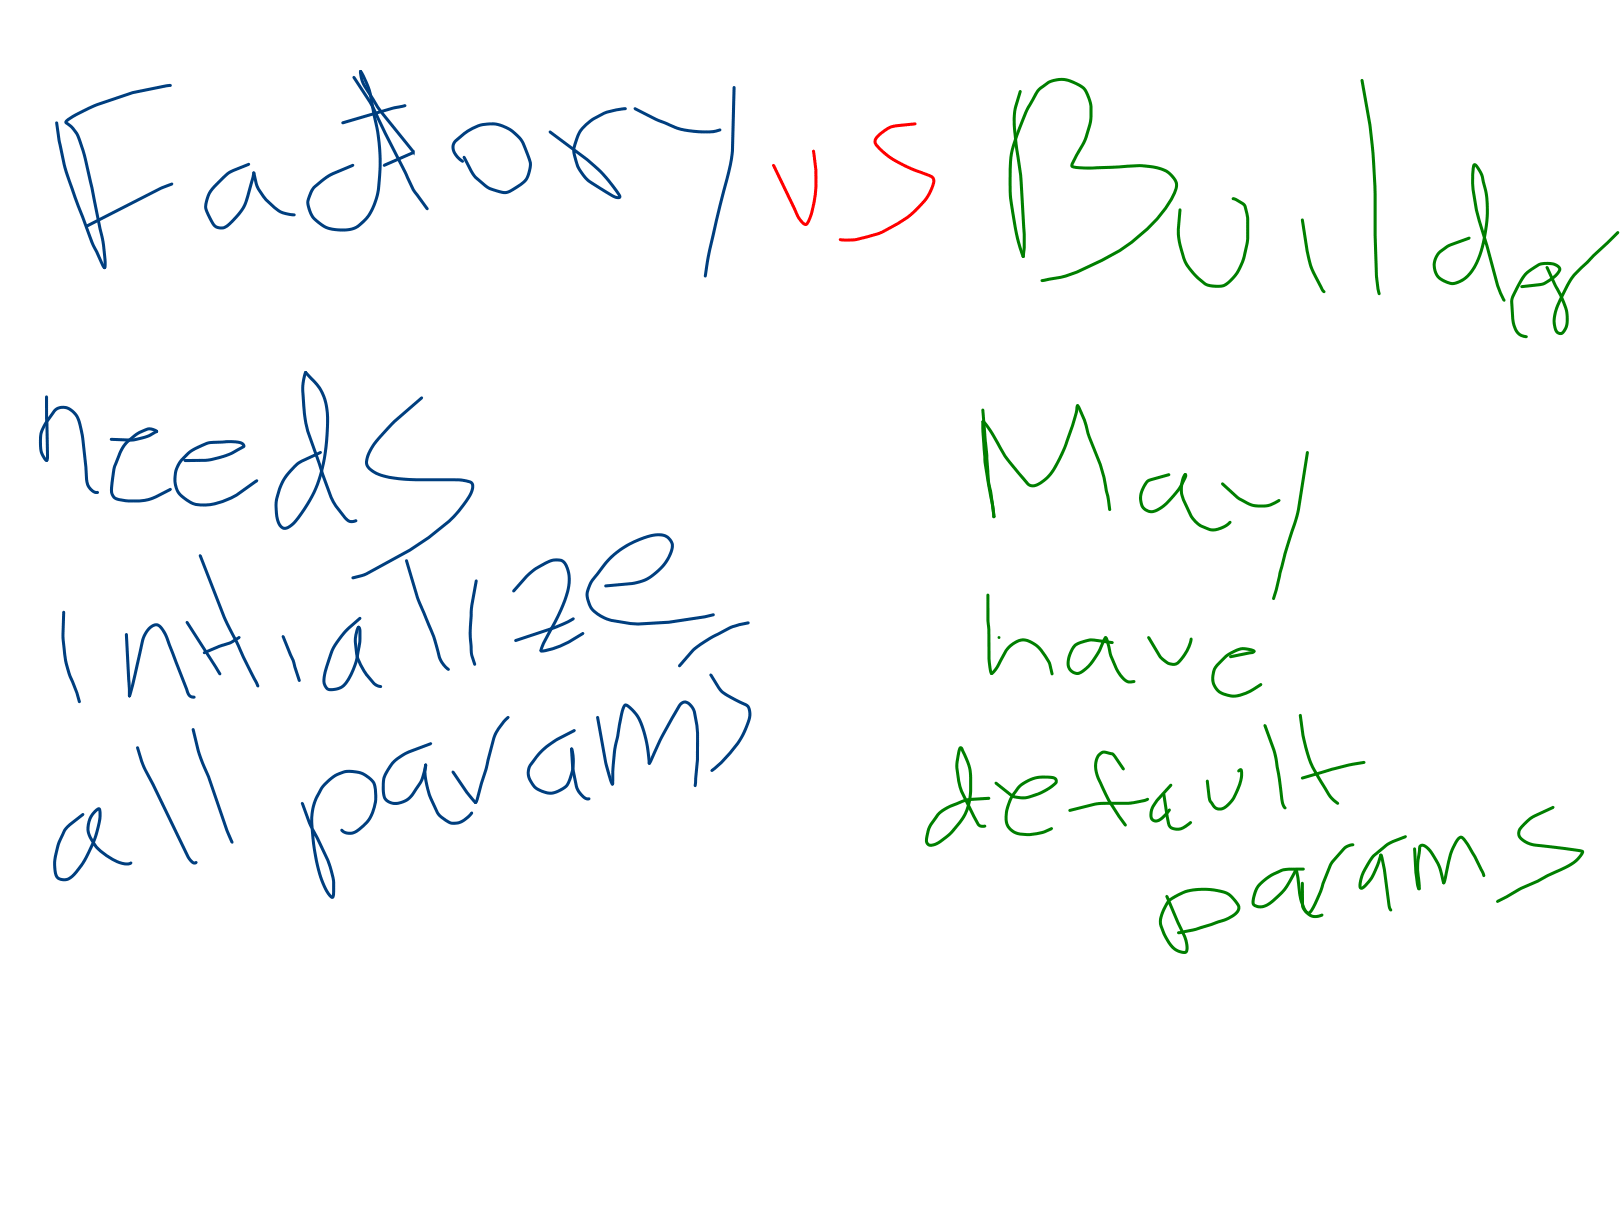 Factory vs Builder
needs
initialize
all params
May
have
default
params